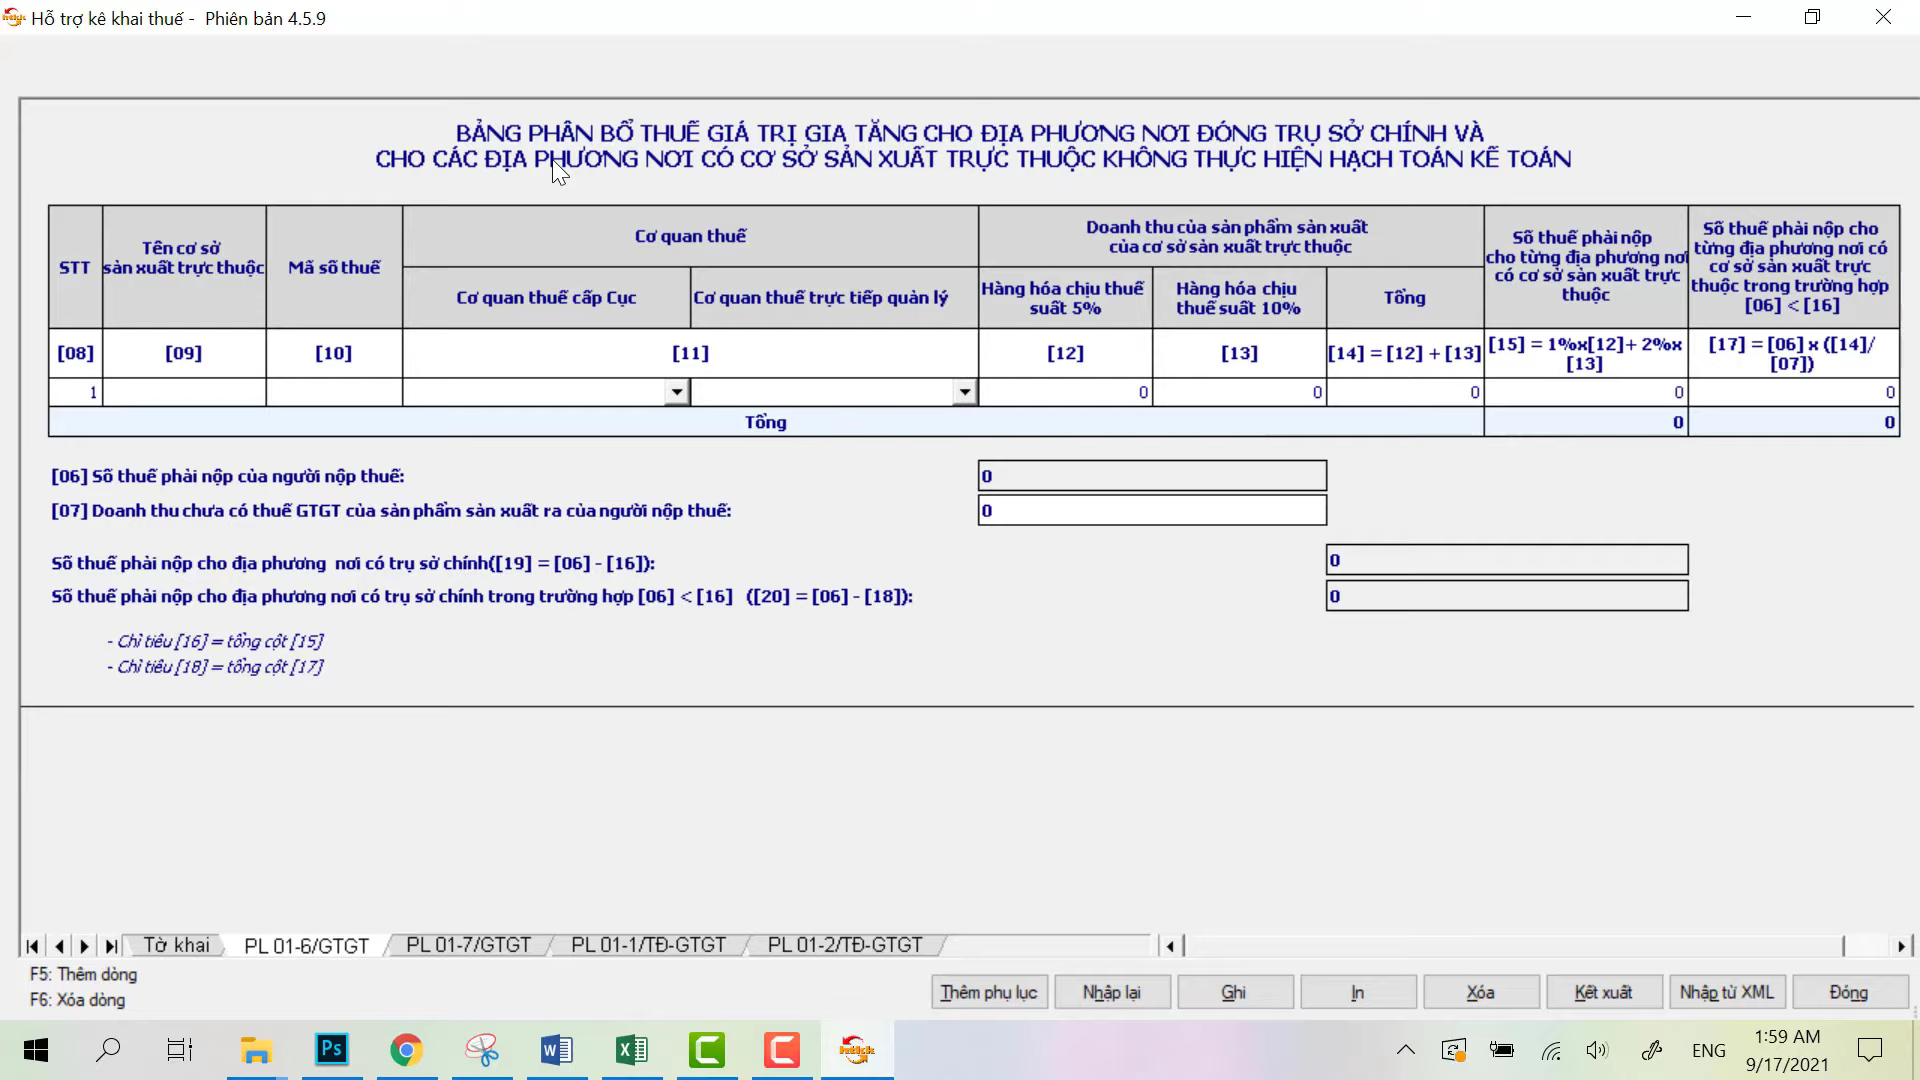 Hỗ trợ kê khai thuế - Phiên bản 4.5.9
BẢNG PHÂN BỔ THUẾ GIÁ TRỊ GIA TĂNG CHO ĐỊA PHƯƠNG NƠI ĐÓNG TRỤ SỞ CHÍNH VÀ
CHO CÁC ĐỊA PHƯƠNG NƠI CÓ CƠ SỞ SẢN XUẤT TRỰC THUỘC KHÔNG THỰC HIỆN HẠCH TOÁN KẾ TOÁN
STT
Tên cơ sở
sản xuất trực thuộc
Mã số thuế
Cơ quan thuế
Cơ quan thuế cấp Cục
Cơ quan thuế trực tiếp quản lý
Doanh thu của sản phẩm sản xuất
của cơ sở sản xuất trực thuộc
Hàng hóa chịu thuế
suất 5%
Hàng hóa chịu
thuế suất 10%
Tổng
Số thuế phải nộp
cho từng địa phương nơi
có cơ sở sản xuất trực
thuộc
Số thuế phải nộp cho
từng địa phương nơi có
cơ sở sản xuất trực
thuộc trong trường hợp
[06] < [16]
[08] [09] [10] [11] [12] [13] [14] = [12] + [13]
[15] = 1%x[12]+ 2%x
[13]
[17] = [06] x ([14]/
[07])
1 0 0 0 0 0
Tổng 0 0
[06] Số thuế phải nộp của người nộp thuế: 0
[07] Doanh thu chưa có thuế GTGT của sản phẩm sản xuất ra của người nộp thuế: 0
Số thuế phải nộp cho địa phương nơi có trụ sở chính([19] = [06] - [16]): 0
Số thuế phải nộp cho địa phương nơi có trụ sở chính trong trường hợp [06] < [16] ([20] = [06] - [18]): 0
- Chỉ tiêu [16] = tổng cột [15]
- Chỉ tiêu [18] = tổng cột [17]
Tờ khai PL 01-6/GTGT PL 01-7/GTGT PL 01-1/TĐ-GTGT PL 01-2/TĐ-GTGT
F5: Thêm dòng
F6: Xóa dòng
Thêm phụ lục Nhập lại Ghi In Xóa Kết xuất Nhập từ XML Đóng
Ps
htkk
ENG
1:59 AM
9/17/2021